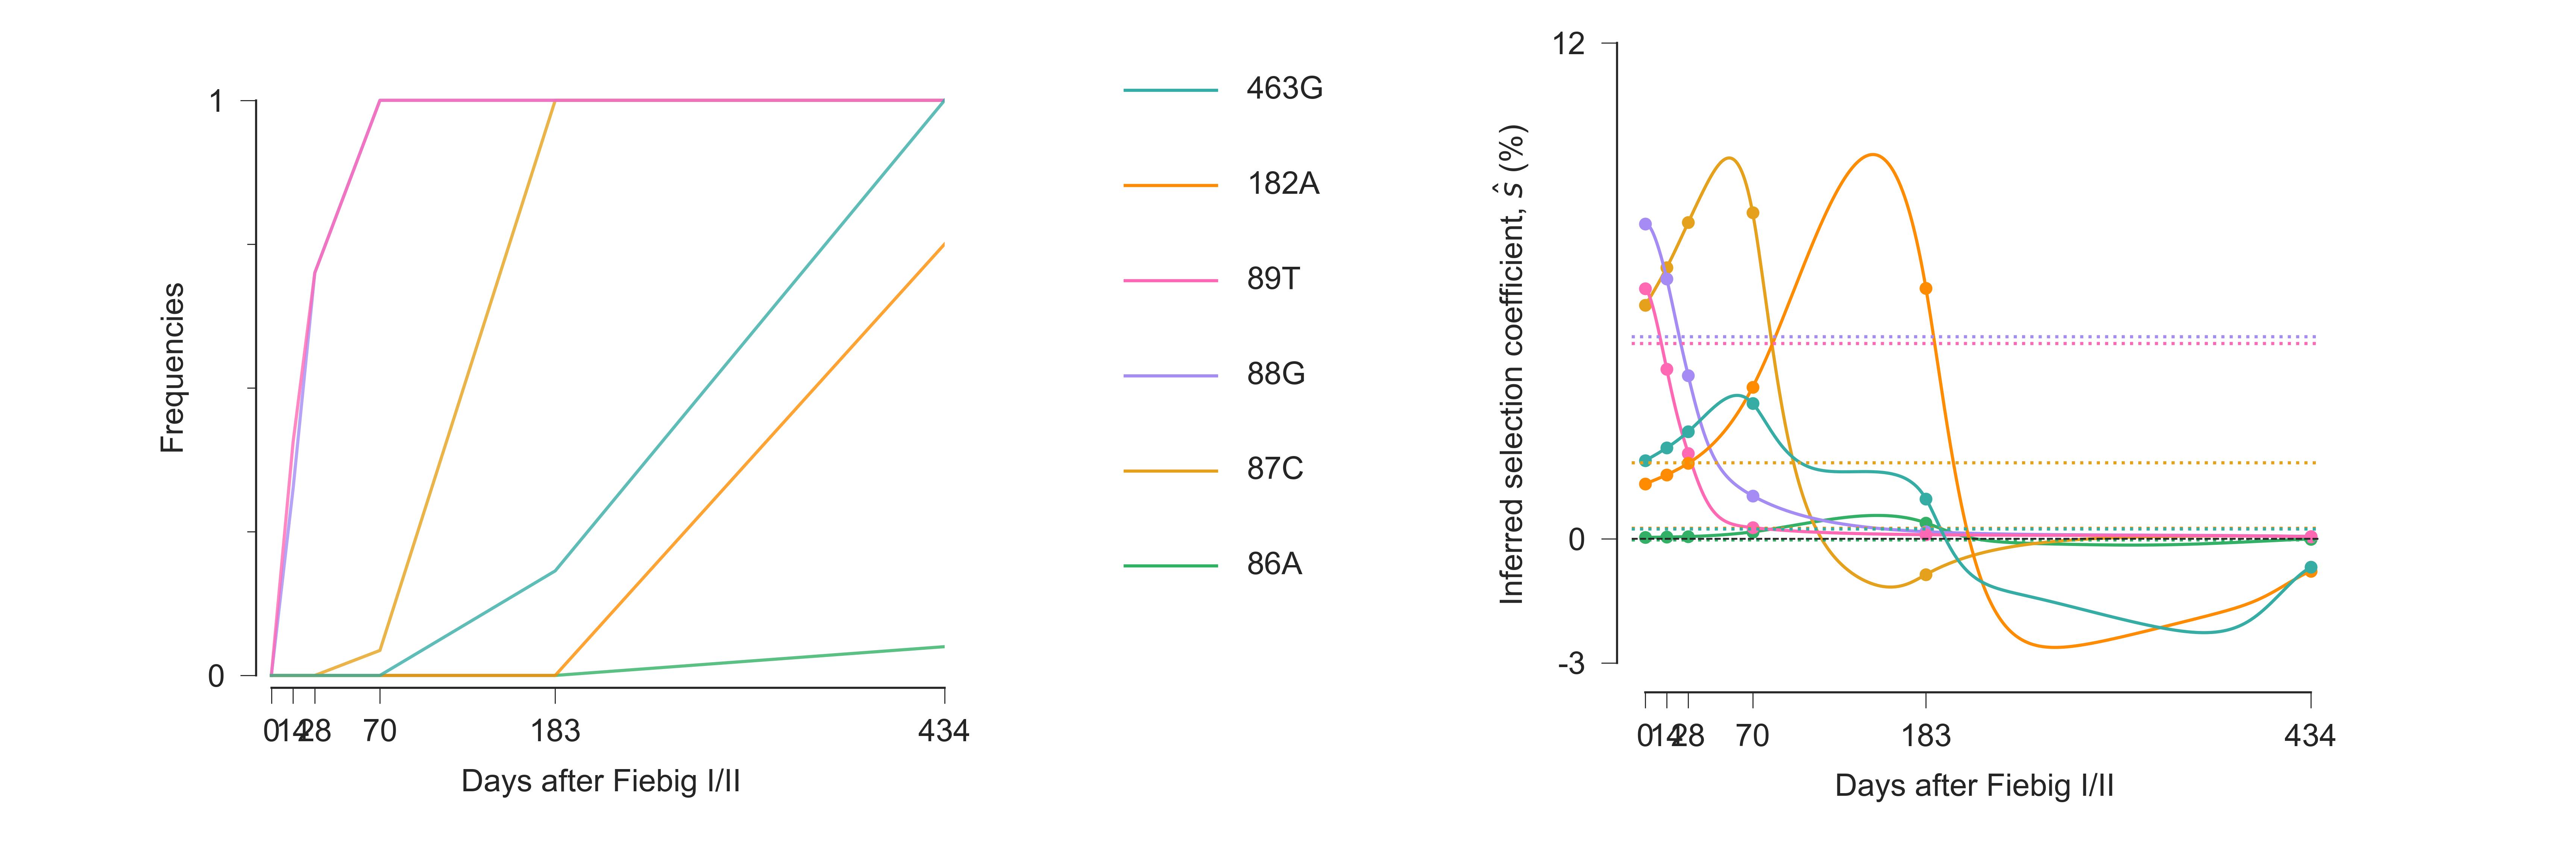 1
0
Frequencies
0 14 28 70 183 434
Days after Fiebig I/II
463G
182A
89T
88G
87C
86A
12
0
-3
Inferred selection coefficient, ŝ (%)
0 14 28 70 183 434
Days after Fiebig I/II